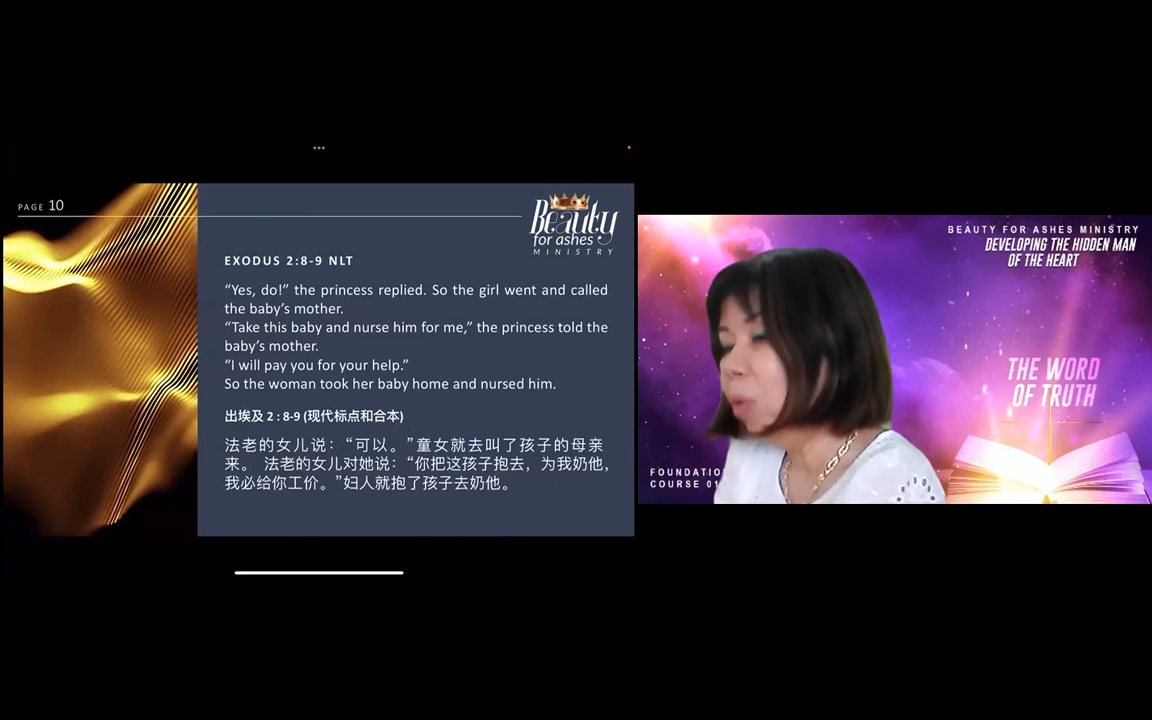 PAGE 10
Beauty
for ashes
MINISTRY
EXODUS 2:8-9 NLT
“Yes, do!” the princess replied. So the girl went and called
the baby’s mother.
“Take this baby and nurse him for me,” the princess told the
baby’s mother.
“I will pay you for your help.”
So the woman took her baby home and nursed him.
出埃及 2 : 8-9 (现代标点和合本)
法老的女儿说：“可以。”童女就去叫了孩子的母亲
来。 法老的女儿对她说：“你把这孩子抱去，为我奶他，
我必给你工价。”妇人就抱了孩子去奶他。
BEAUTY FOR ASHES MINISTRY
DEVELOPING THE HIDDEN MAN
OF THE HEART
THE WORD
OF TRUTH
FOUNDATIO
COURSE 01